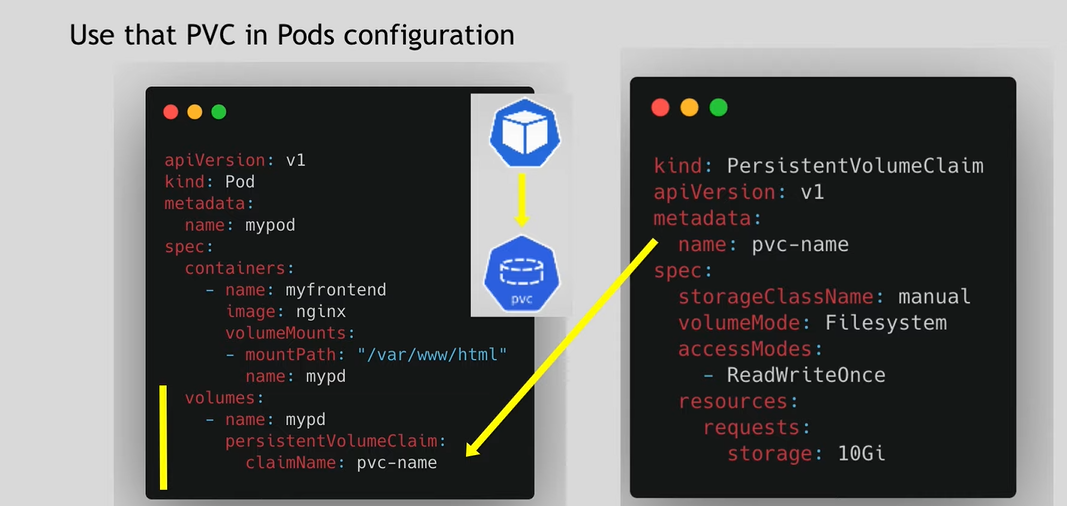 Use that PVC in Pods configuration
apiVersion: v1
kind: Pod
metadata:
  name: mypod
spec:
  containers:
    - name: myfrontend
      image: nginx
      volumeMounts:
      - mountPath: "/var/www/html"
        name: mypd
  volumes:
    - name: mypd
      persistentVolumeClaim:
        claimName: pvc-name
pvc
kind: PersistentVolumeClaim
apiVersion: v1
metadata:
  name: pvc-name
spec:
  storageClassName: manual
  volumeMode: Filesystem
  accessModes:
    - ReadWriteOnce
  resources:
    requests:
      storage: 10Gi